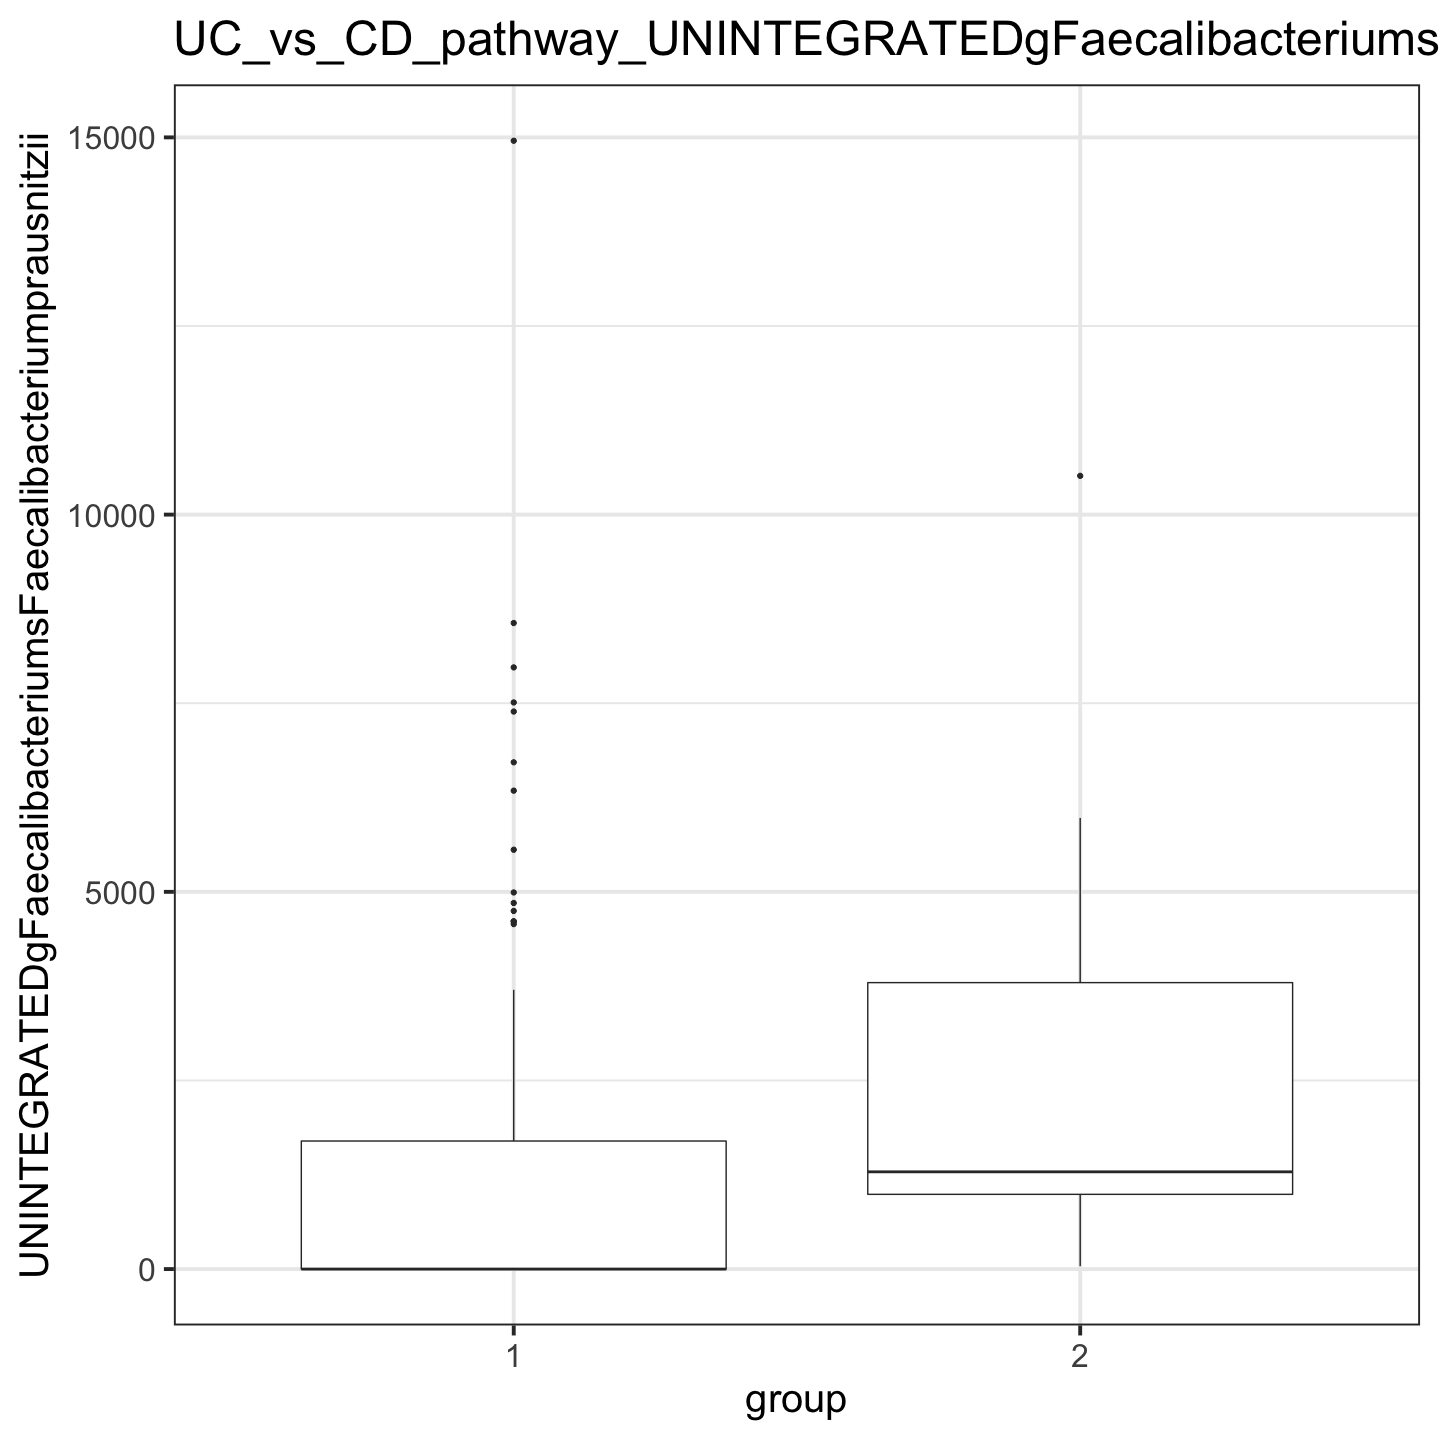 UC_vs_CD_pathway_UNINTEGRATEDgFaecalibacteriums
UNINTEGRATEDgFaecalibacteriumsFaecalibacteriumprausnitzii
15000
10000
5000
0
1
2
group